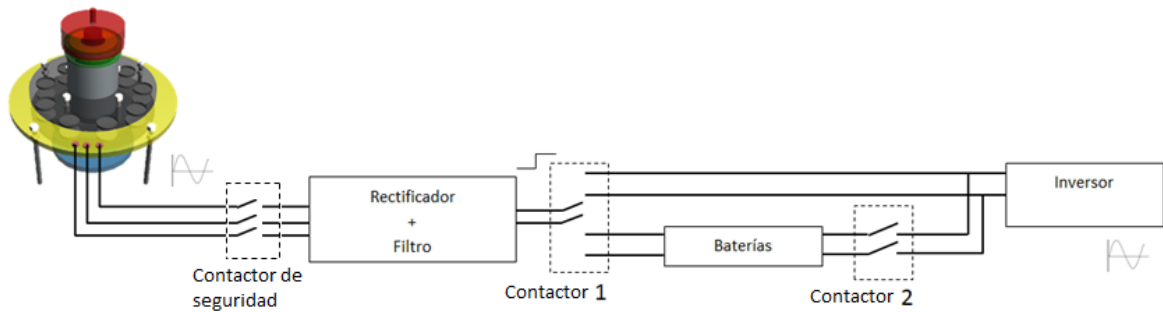 Rectificador
+
Filtro
Inversor
Baterías
Contactor de
seguridad
Contactor 1
Contactor 2